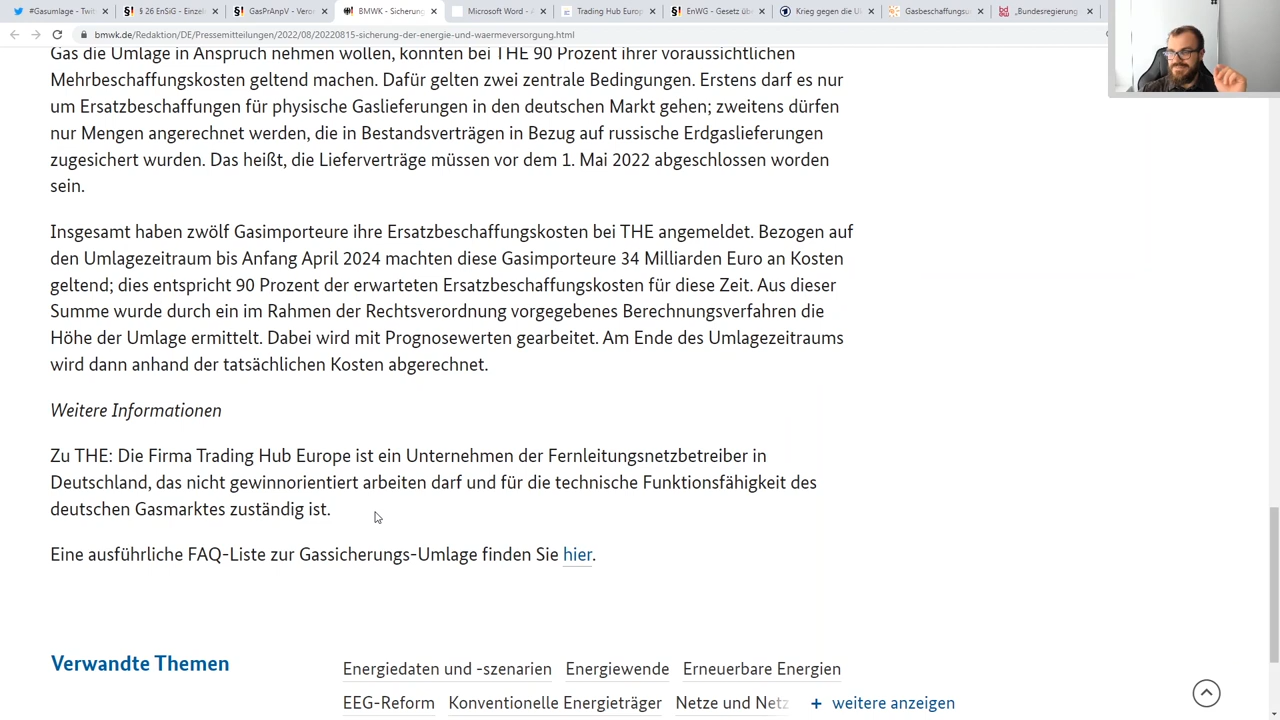 #Gasumlage - Twitt
§ 26 EnSiG - Einzel
GasPrAnpV - Veror
BMWK - Sicherung
Microsoft Word - A
Trading Hub Europ
EnWG - Gesetz übe
Krieg gegen die Uk
Gasbeschaffungsu
„Bundesregierung
bmwk.de/Redaktion/DE/Pressemitteilungen/2022/08/20220815-sicherung-der-energie-und-waermeversorgung.html
Gas die Umlage in Anspruch nehmen wollen, konnten bei THE 90 Prozent ihrer voraussichtlichen
Mehrbeschaffungskosten geltend machen. Dafür gelten zwei zentrale Bedingungen. Erstens darf es nur
um Ersatzbeschaffungen für physische Gaslieferungen in den deutschen Markt gehen; zweitens dürfen
nur Mengen angerechnet werden, die in Bestandsverträgen in Bezug auf russische Erdgaslieferungen
zugesichert wurden. Das heißt, die Lieferverträge müssen vor dem 1. Mai 2022 abgeschlossen worden
sein.
Insgesamt haben zwölf Gasimporteure ihre Ersatzbeschaffungskosten bei THE angemeldet. Bezogen auf
den Umlagezeitraum bis Anfang April 2024 machten diese Gasimporteure 34 Milliarden Euro an Kosten
geltend; dies entspricht 90 Prozent der erwarteten Ersatzbeschaffungskosten für diese Zeit. Aus dieser
Summe wurde durch ein im Rahmen der Rechtsverordnung vorgegebenes Berechnungsverfahren die
Höhe der Umlage ermittelt. Dabei wird mit Prognosewerten gearbeitet. Am Ende des Umlagezeitraums
wird dann anhand der tatsächlichen Kosten abgerechnet.
Weitere Informationen
Zu THE: Die Firma Trading Hub Europe ist ein Unternehmen der Fernleitungsnetzbetreiber in
Deutschland, das nicht gewinnorientiert arbeiten darf und für die technische Funktionsfähigkeit des
deutschen Gasmarktes zuständig ist.
Eine ausführliche FAQ-Liste zur Gassicherungs-Umlage finden Sie hier.
Verwandte Themen
Energiedaten und -szenarien Energiewende Erneuerbare Energien
EEG-Reform Konventionelle Energieträger Netze und Netz + weitere anzeigen